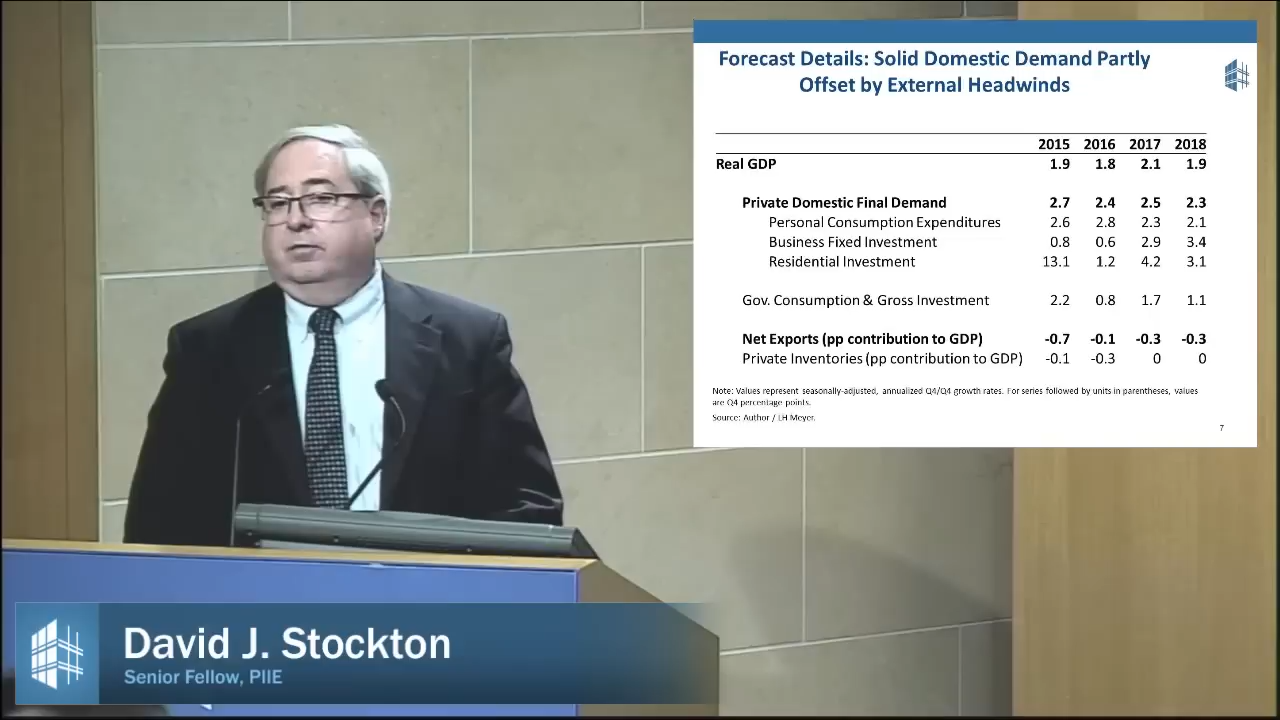 Forecast Details: Solid Domestic Demand Partly
Offset by External Headwinds
2015 2016 2017 2018
Real GDP 1.9 1.8 2.1 1.9
Private Domestic Final Demand 2.7 2.4 2.5 2.3
Personal Consumption Expenditures 2.6 2.8 2.3 2.1
Business Fixed Investment 0.8 0.6 2.9 3.4
Residential Investment 13.1 1.2 4.2 3.1
Gov. Consumption & Gross Investment 2.2 0.8 1.7 1.1
Net Exports (pp contribution to GDP) -0.7 -0.1 -0.3 -0.3
Private Inventories (pp contribution to GDP) -0.1 -0.3 0 0
Note: Values represent seasonally-adjusted, annualized Q4/Q4 growth rates. For series followed by units in parentheses, values
are Q4 percentage points.
Source: Author / LH Meyer.
7
David J. Stockton
Senior Fellow, PIIE